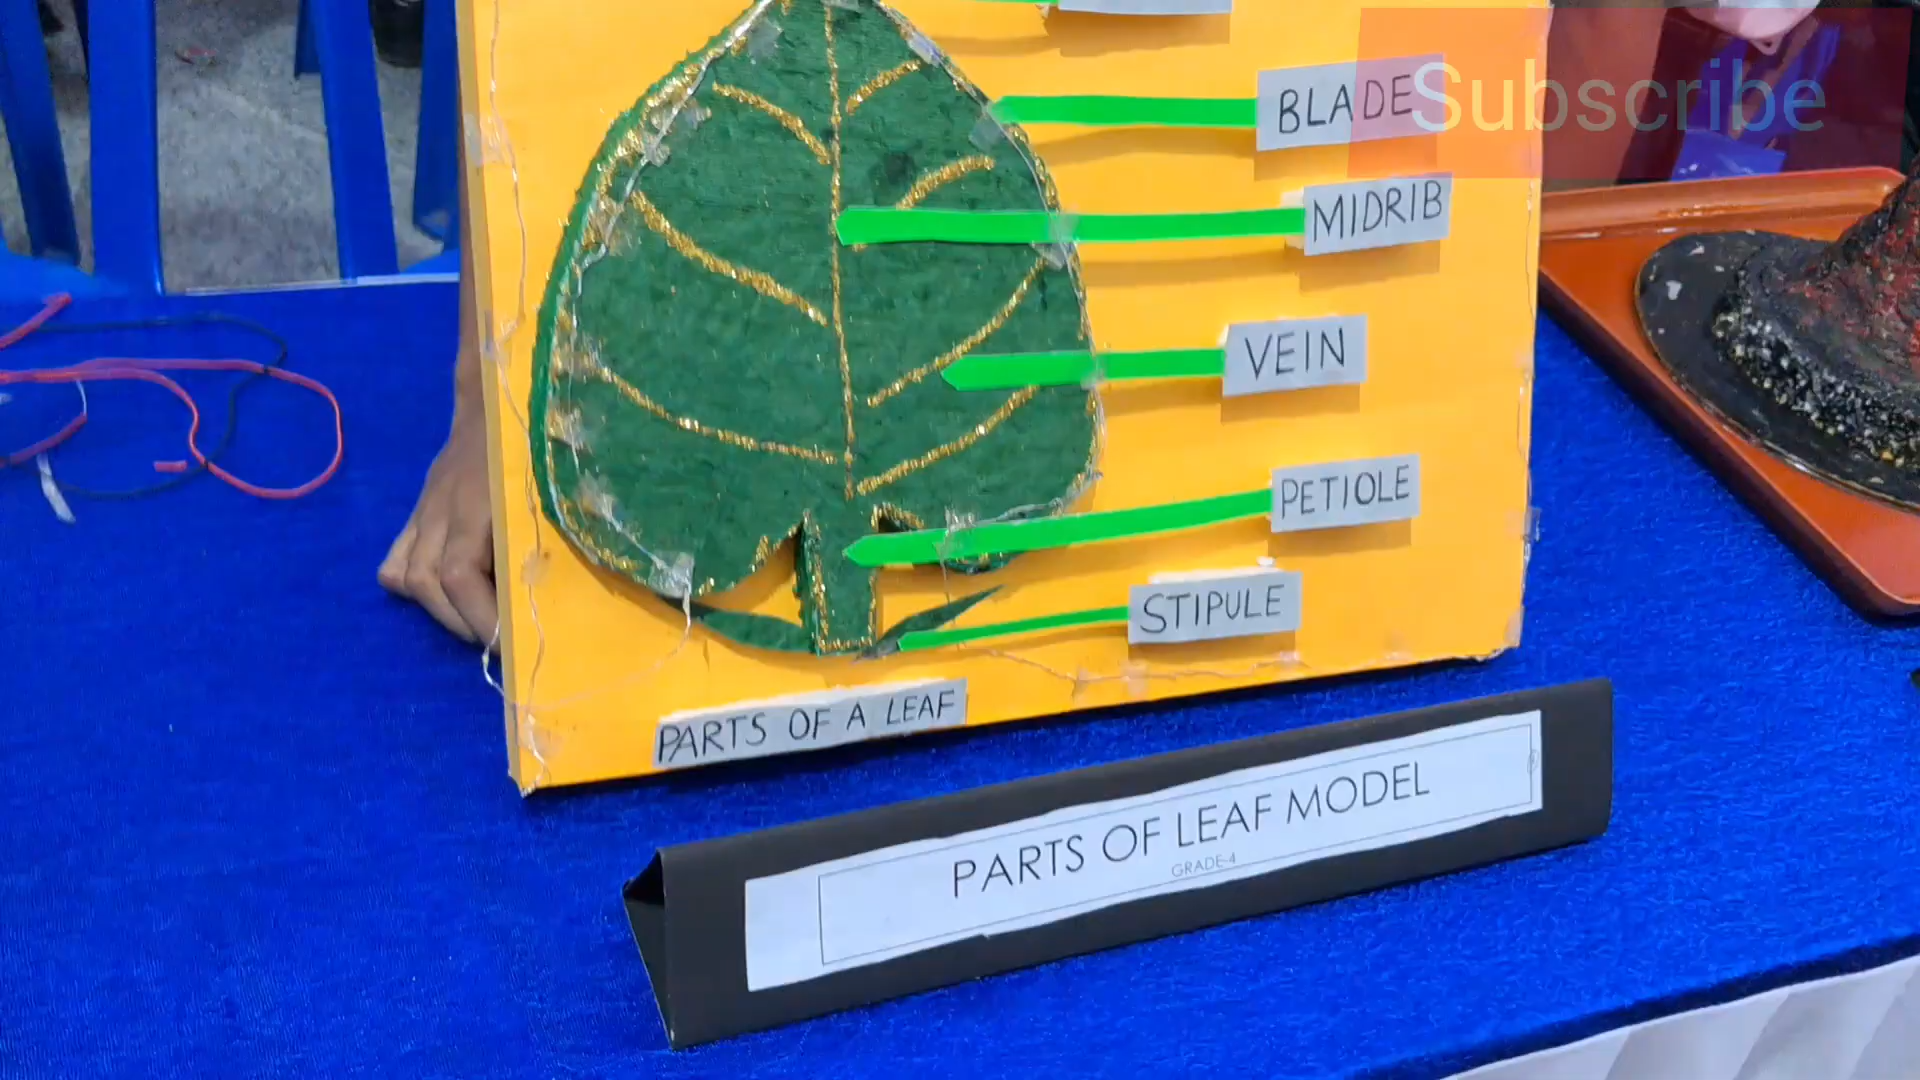 Subscribe
BLADE
MIDRIB
VEIN
PETIOLE
STIPULE
PARTS OF A LEAF
PARTS OF LEAF MODEL
GRADE-4